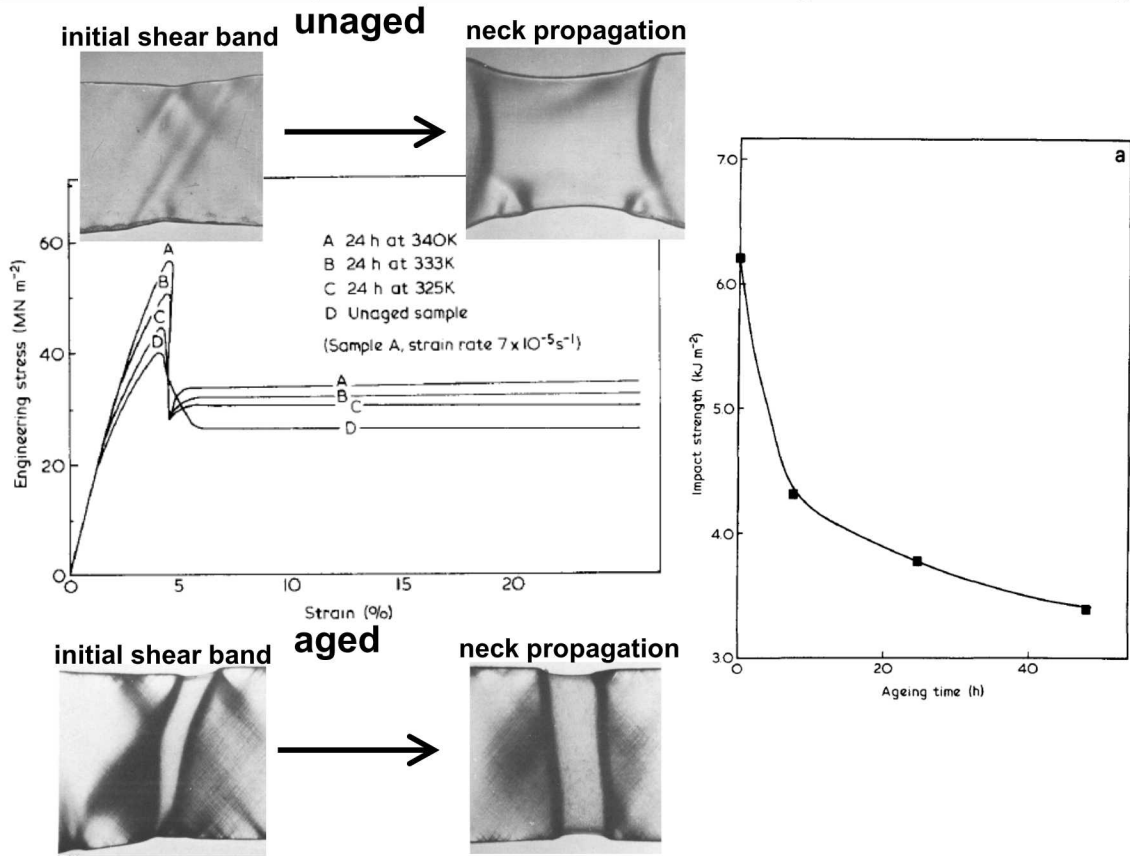 unaged
initial shear band
neck propagation
Engineering stress (MN m⁻²)
60
40
20
0
A
B
C
D
A 24 h at 340K
B 24 h at 333K
C 24 h at 325K
D Unaged sample
(Sample A, strain rate 7 x 10⁻⁵s⁻¹)
A
B
C
D
0
5
10
15
20
Strain (%)
a
Impact strength (kJ m⁻²)
7.0
6.0
5.0
4.0
3.0
0
20
40
Ageing time (h)
aged
initial shear band
neck propagation